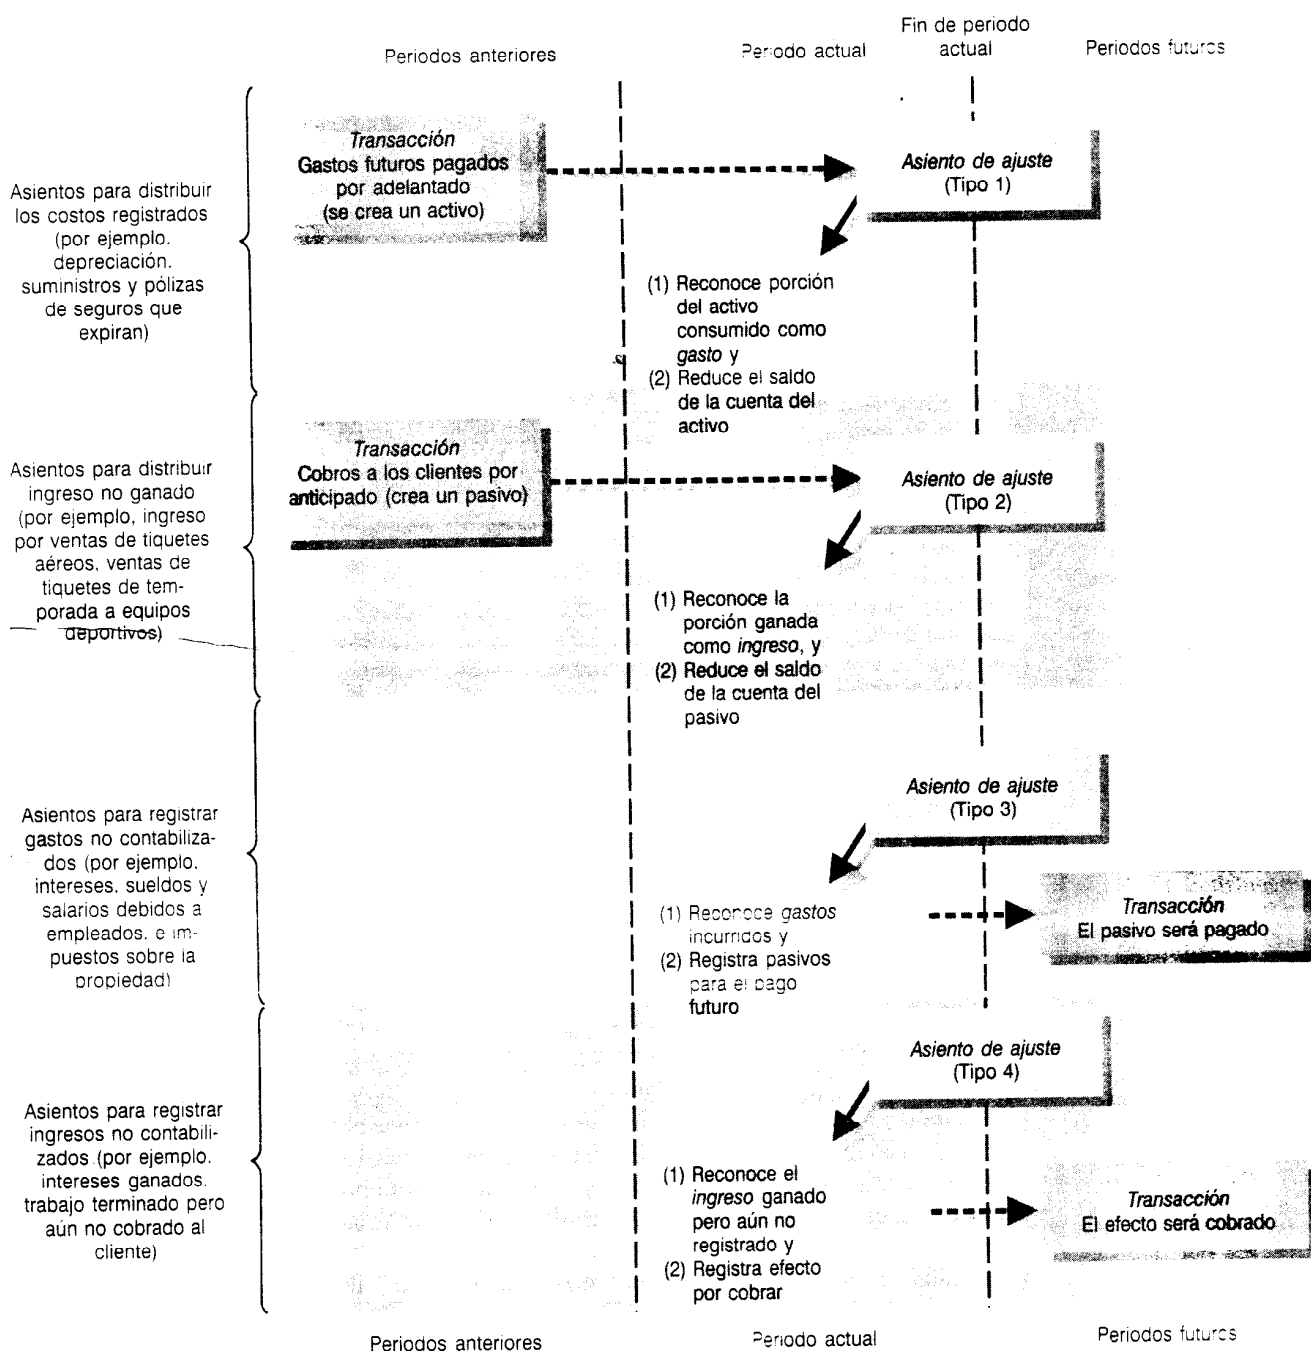 Periodos anteriores
Periodo actual
Fin de periodo
actual
Periodos futuros
Asientos para distribuir
los costos registrados
(por ejemplo.
depreciación.
suministros y pólizas
de seguros que
expiran)
Transacción
Gastos futuros pagados
por adelantado
(se crea un activo)
Asiento de ajuste
(Tipo 1)
(1) Reconoce porción
del activo
consumido como
gasto y
(2) Reduce el saldo
de la cuenta del
activo
Asientos para distribuir
ingreso no ganado
(por ejemplo, ingreso
por ventas de tiquetes
aéreos, ventas de
tiquetes de tem-
porada a equipos
deportivos)
Transacción
Cobros a los clientes por
anticipado (crea un pasivo)
Asiento de ajuste
(Tipo 2)
(1) Reconoce la
porción ganada
como ingreso, y
(2) Reduce el saldo
de la cuenta del
pasivo
Asientos para registrar
gastos no contabiliza-
dos (por ejemplo.
intereses. sueldos y
salarios debidos a
empleados. e im-
puestos sobre la
propiedad)
Asiento de ajuste
(Tipo 3)
(1) Reconoce gastos
incurridos y
(2) Registra pasivos
para el pago
futuro
Transacción
El pasivo será pagado
Asientos para registrar
ingresos no contabili-
zados (por ejemplo.
intereses ganados.
trabajo terminado pero
aún no cobrado al
cliente)
Asiento de ajuste
(Tipo 4)
(1) Reconoce el
ingreso ganado
pero aún no
registrado y
(2) Registra efecto
por cobrar
Transacción
El efecto será cobrado
Periodos anteriores
Periodo actual
Periodos futuros